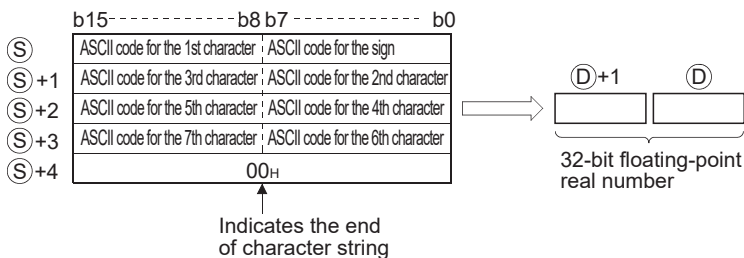 b15 b8 b7 b0
S ASCII code for the 1st character ASCII code for the sign
S +1 ASCII code for the 3rd character ASCII code for the 2nd character
S +2 ASCII code for the 5th character ASCII code for the 4th character
S +3 ASCII code for the 7th character ASCII code for the 6th character
S +4 00H
Indicates the end
of character string
D +1 D
32-bit floating-point
real number